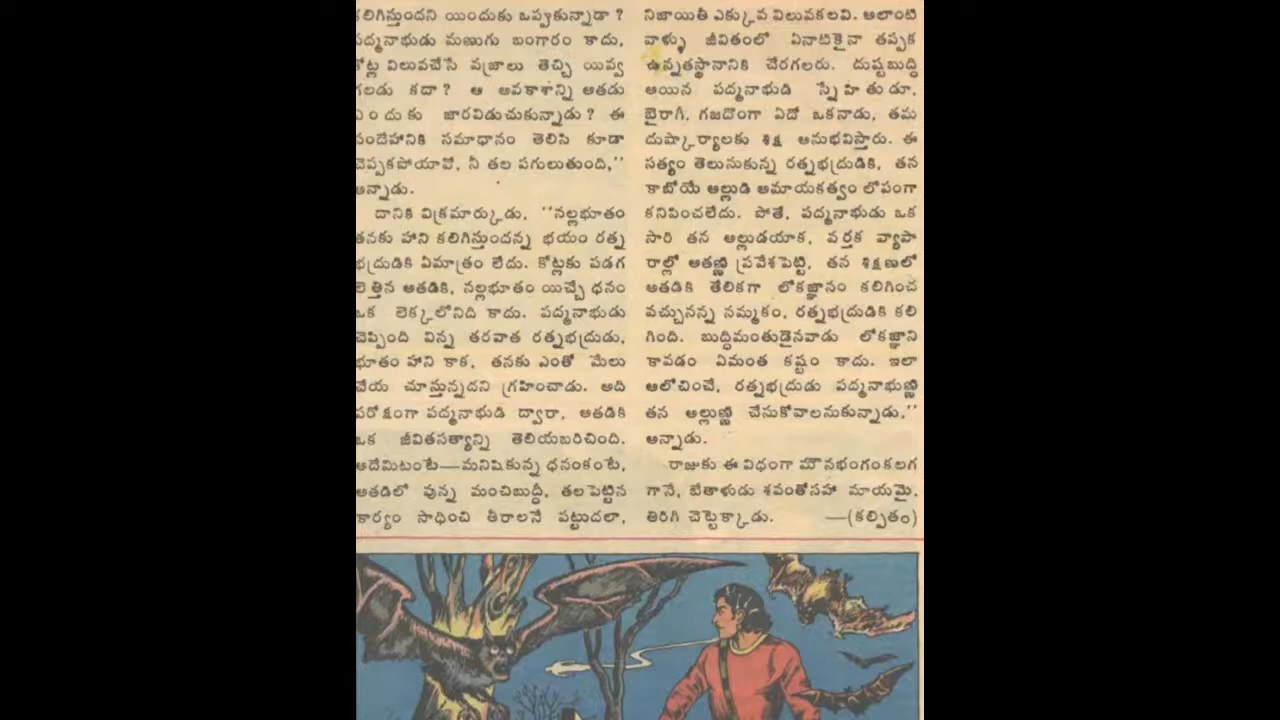 కలిగిస్తుందని యిందుకు ఒప్పుకున్నాడా ?
పద్మనాభుడు మణుగు బంగారం కాదు,
కోట్ల విలువచేసే వజ్రాలు తెచ్చి యివ్వ
గలడు కదా ? ఆ అవకాశాన్ని అతడు
ఎందుకు జారవిడుచుకున్నాడు ? ఈ
సందేహానికి సమాధానం తెలిసి కూడా
చెప్పకపోయావో, నీ తల పగులుతుంది,''
అన్నాడు.
దానికి విక్రమార్కుడు, ''నల్లభూతం
తనకు హాని కలిగిస్తుందన్న భయం రత్న
భద్రుడికి ఏమాత్రం లేదు. కోట్లకు పడగ
లెత్తిన అతడికి, నల్లభూతం యిచ్చే ధనం
ఒక లెక్కలోనిది కాదు. పద్మనాభుడు
చెప్పింది విన్న తరవాత రత్నభద్రుడు,
భూతం హాని కాక, తనకు ఎంతో మేలు
చేయ చూస్తున్నదని గ్రహించాడు. అది
పరోక్షంగా పద్మనాభుడి ద్వారా, అతడికి
ఒక జీవితసత్యాన్ని తెలియబరిచింది.
అదేమిటంటే—మనిషికున్న ధనంకంటే,
అతడిలో వున్న మంచిబుద్ధీ, తలపెట్టిన
కార్యం సాధించి తీరాలనే పట్టుదలా,
నిజాయితీ ఎక్కువ విలువకలవి. అలాంటి
వాళ్ళు జీవితంలో ఏనాటికైనా తప్పక
ఉన్నతస్థానానికి చేరగలరు. దుష్టబుద్ధి
అయిన పద్మనాభుడి స్నేహితుడూ,
బైరాగీ, గజదొంగా ఏదో ఒకనాడు, తమ
దుష్కార్యాలకు శిక్ష అనుభవిస్తారు. ఈ
సత్యం తెలుసుకున్న రత్నభద్రుడికి, తన
కాబోయే అల్లుడి అమాయకత్వం లోపంగా
కనిపించలేదు. పోతే, పద్మనాభుడు ఒక
సారి తన అల్లుడయాక, వర్తక వ్యాపా
రాల్లో అతణ్ణి ప్రవేశపెట్టి, తన శిక్షణలో
అతడికి తేలికగా లోకజ్ఞానం కలిగించ
వచ్చునన్న నమ్మకం, రత్నభద్రుడికి కలి
గింది. బుద్ధిమంతుడైనవాడు లోకజ్ఞాని
కావడం ఏమంత కష్టం కాదు. ఇలా
ఆలోచించే, రత్నభద్రుడు పద్మనాభుణ్ణి
తన అల్లుణ్ణి చేసుకోవాలనుకున్నాడు,''
అన్నాడు.
రాజుకు ఈ విధంగా మౌనభంగంకలగ
గానే, బేతాళుడు శవంతోసహా మాయమై,
తిరిగి చెట్టెక్కాడు. —(కల్పితం)